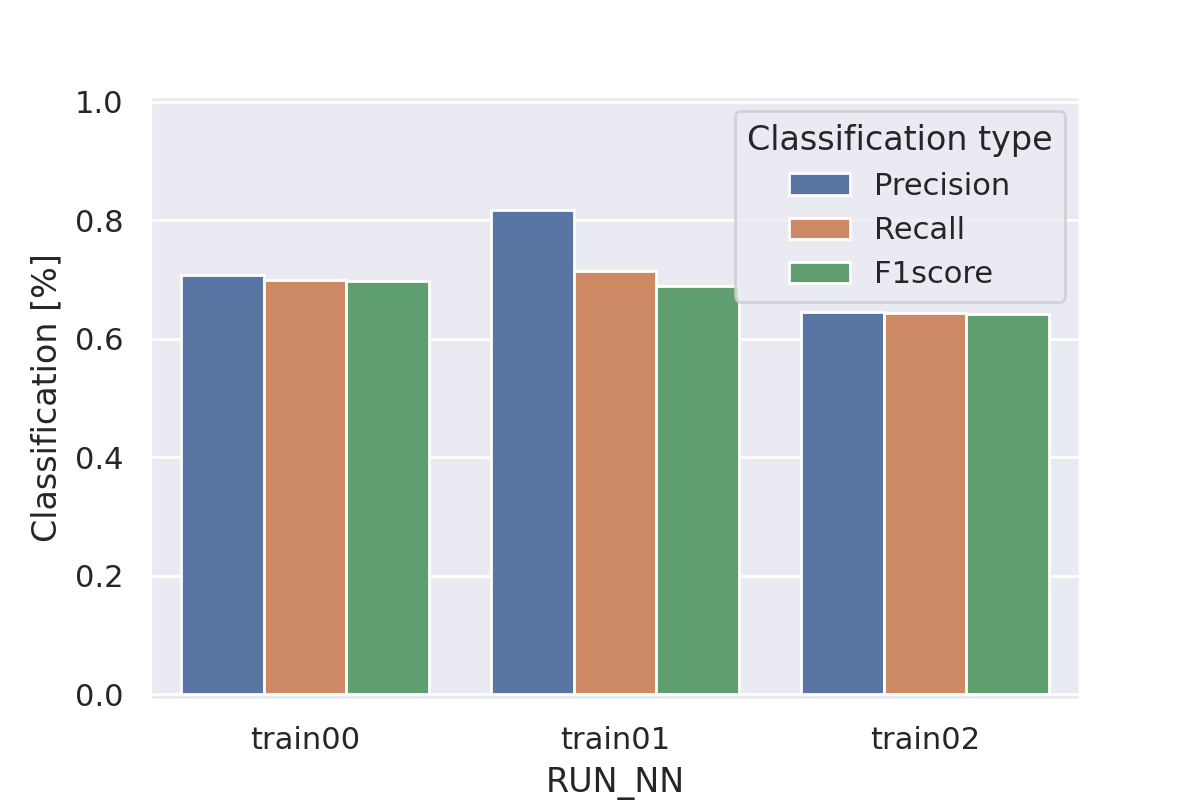 Classification [%]
1.0
0.8
0.6
0.4
0.2
0.0
Classification type
Precision
Recall
F1score
train00
train01
train02
RUN_NN